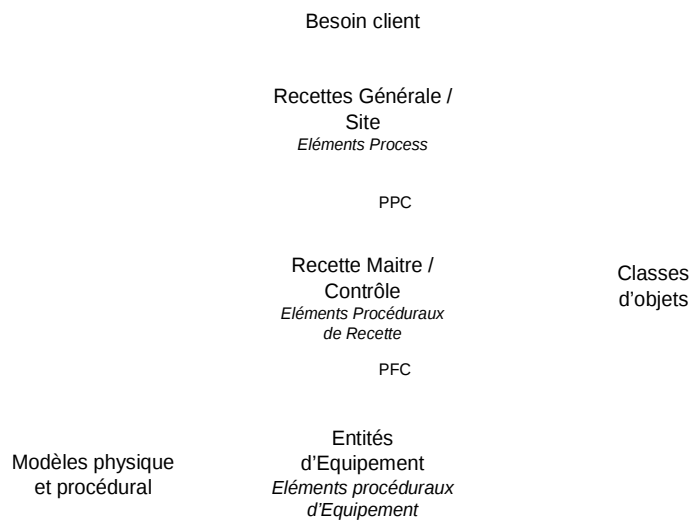 Besoin client
Recettes Générale /
Site
Eléments Process
PPC
Recette Maitre /
Contrôle
Eléments Procéduraux
de Recette
Classes
d’objets
PFC
Modèles physique
et procédural
Entités
d’Equipement
Eléments procéduraux
d’Equipement